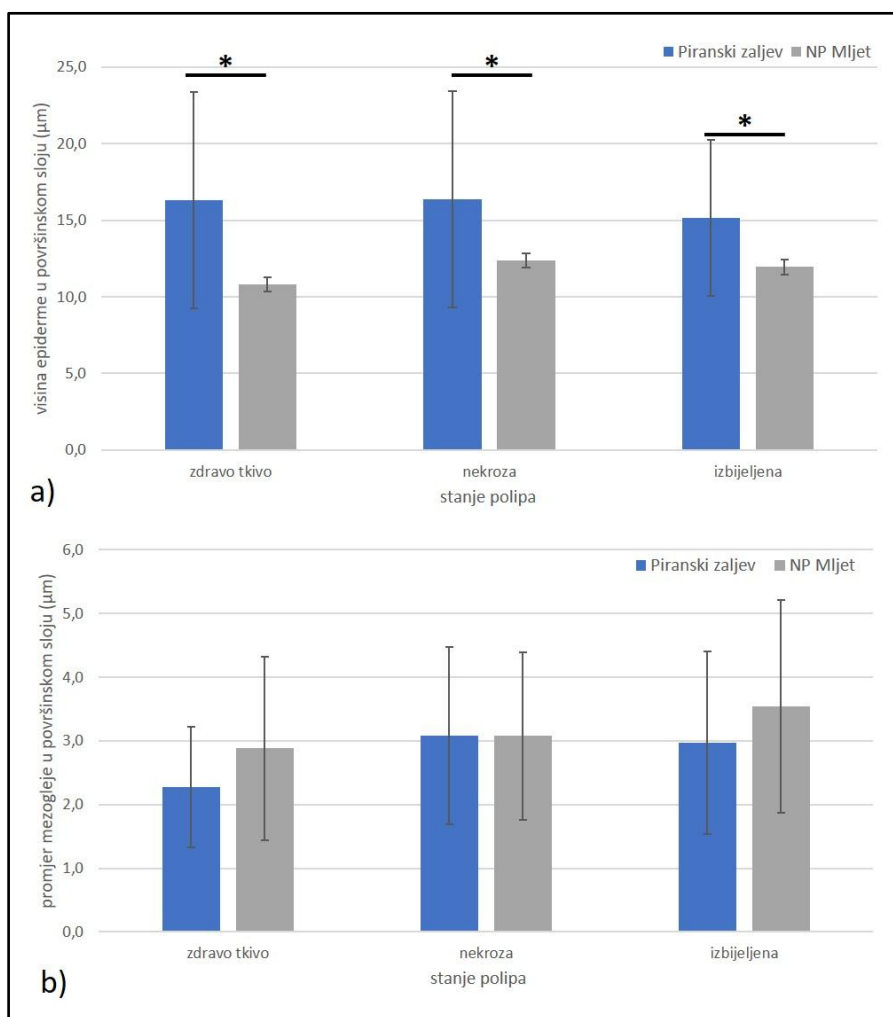 Piranski zaljev NP Mljet
* * *
25,0
20,0
15,0
10,0
5,0
0,0
visina epiderme u površinskom sloju (µm)
zdravo tkivo nekroza izbijeljena
stanje polipa
a)
Piranski zaljev NP Mljet
6,0
5,0
4,0
3,0
2,0
1,0
0,0
promjer mezogleje u površinskom sloju (µm)
zdravo tkivo nekroza izbijeljena
stanje polipa
b)